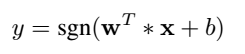 y = sgn(w^T * x + b)